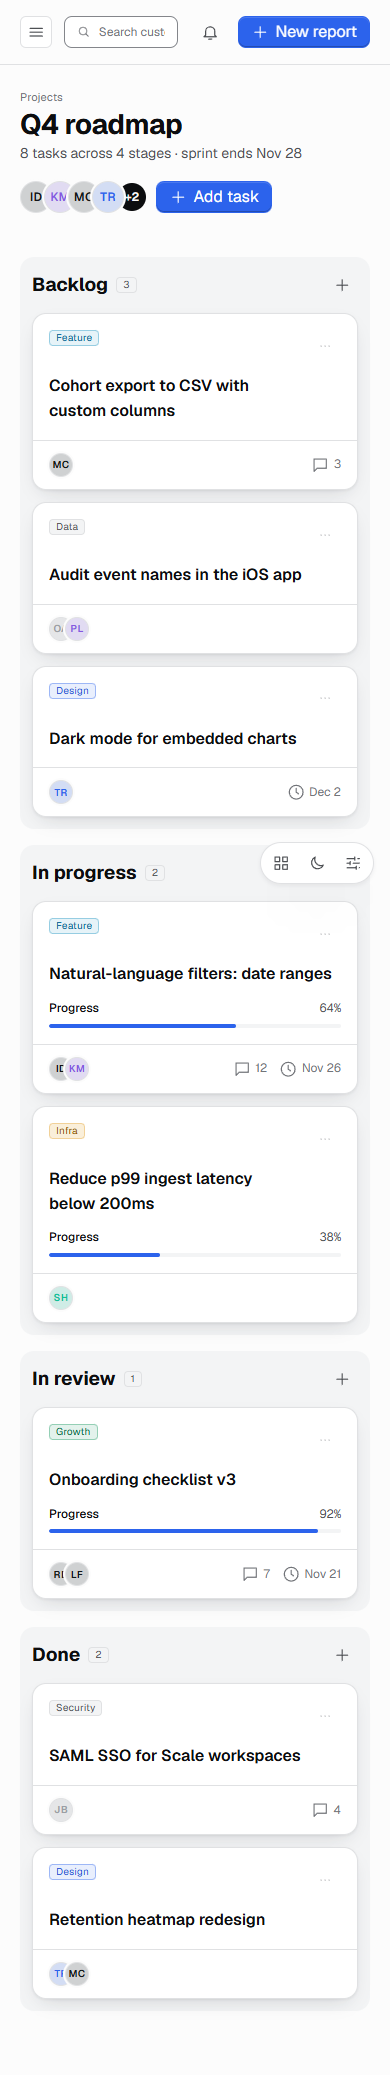 Search cust
New report
Projects
Q4 roadmap
8 tasks across 4 stages · sprint ends Nov 28
ID KM MC TR +2 Add task
Backlog 3
Feature
Cohort export to CSV with
custom columns
MC 3
Data
Audit event names in the iOS app
PL
Design
Dark mode for embedded charts
TR Dec 2
In progress 2
Feature
Natural-language filters: date ranges
Progress 64%
ID KM 12 Nov 26
Infra
Reduce p99 ingest latency
below 200ms
Progress 38%
SH
In review 1
Growth
Onboarding checklist v3
Progress 92%
LF 7 Nov 21
Done 2
Security
SAML SSO for Scale workspaces
JB 4
Design
Retention heatmap redesign
TR MC